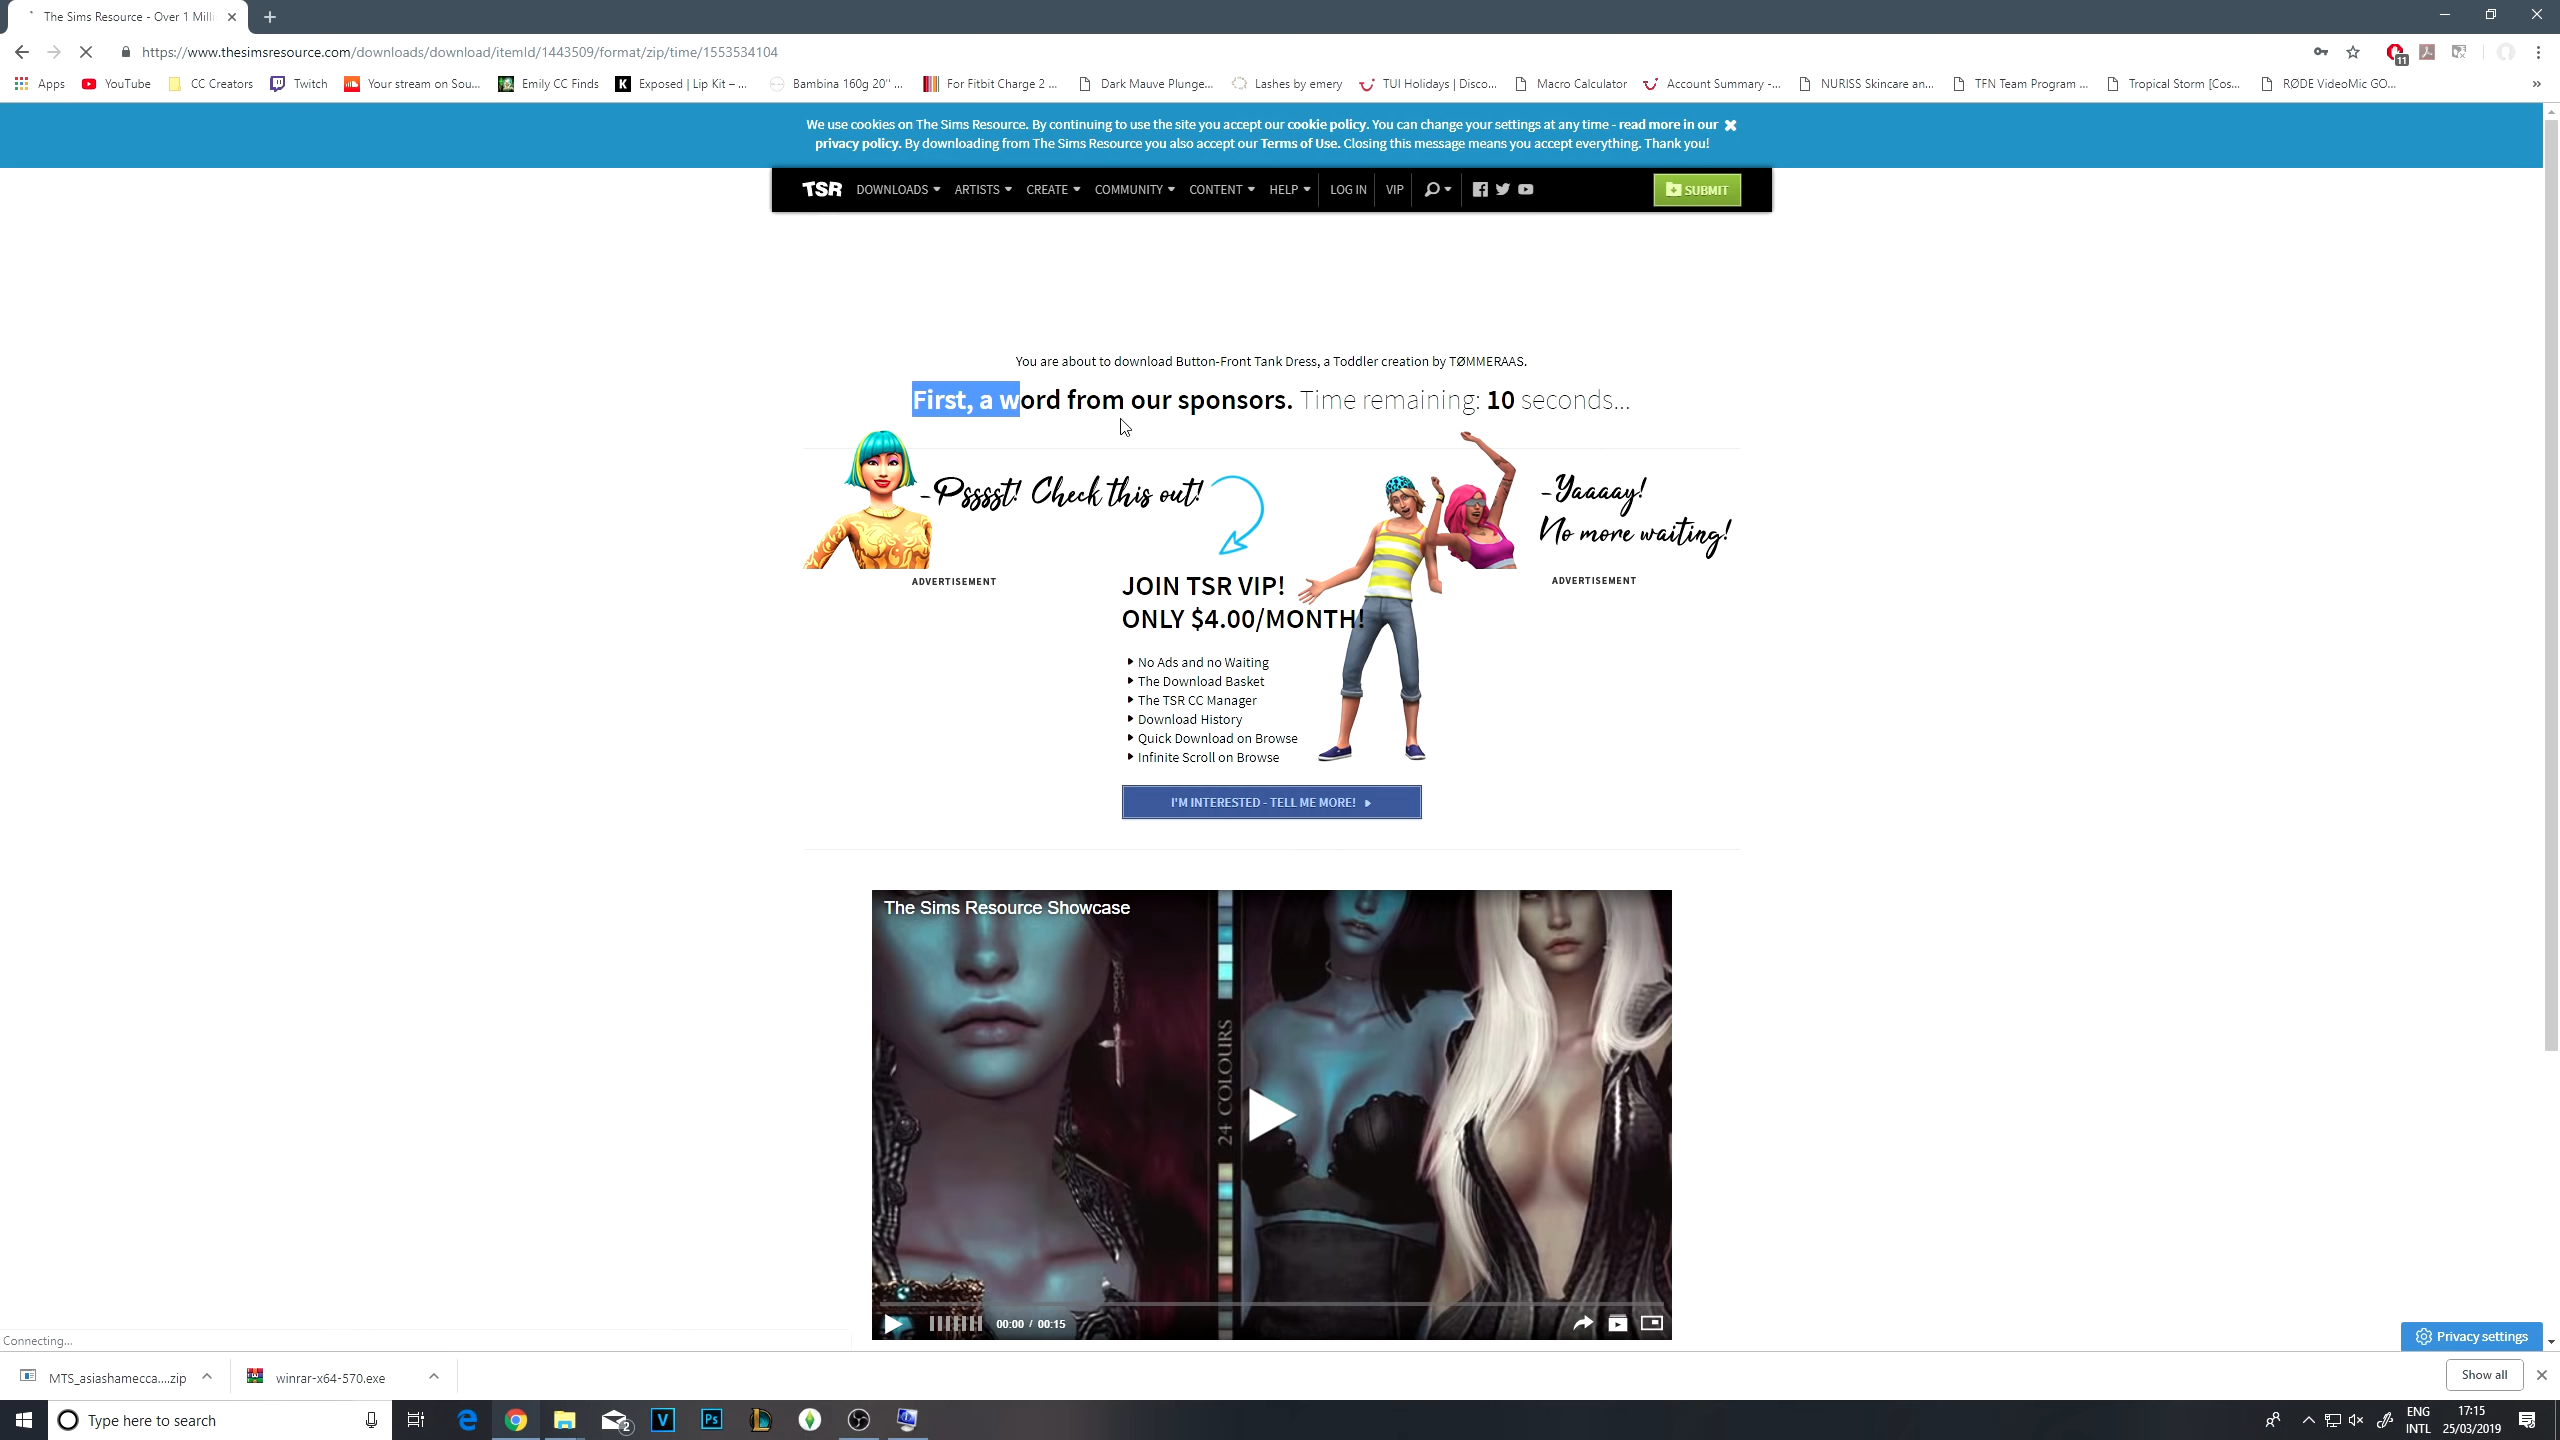 The Sims Resource - Over 1 Milli
https://www.thesimsresource.com/downloads/download/itemId/1443509/format/zip/time/1553534104
11
Apps YouTube CC Creators Twitch Your stream on Sou... Emily CC Finds Exposed | Lip Kit – ... Bambina 160g 20" ... For Fitbit Charge 2 ... Dark Mauve Plunge... Lashes by emery TUI Holidays | Disco... Macro Calculator Account Summary -... NURISS Skincare an... TFN Team Program ... Tropical Storm [Cos... RØDE VideoMic GO... »
We use cookies on The Sims Resource. By continuing to use the site you accept our cookie policy. You can change your settings at any time - read more in our
privacy policy. By downloading from The Sims Resource you also accept our Terms of Use. Closing this message means you accept everything. Thank you!
TSR DOWNLOADS ARTISTS CREATE COMMUNITY CONTENT HELP LOG IN VIP SUBMIT
You are about to download Button-Front Tank Dress, a Toddler creation by TØMMERAAS.
First, a word from our sponsors. Time remaining: 10 seconds...
-Psssst! Check this out!
-Yaaaay!
No more waiting!
ADVERTISEMENT
ADVERTISEMENT
JOIN TSR VIP!
ONLY $4.00/MONTH!
No Ads and no Waiting
The Download Basket
The TSR CC Manager
Download History
Quick Download on Browse
Infinite Scroll on Browse
I'M INTERESTED - TELL ME MORE!
The Sims Resource Showcase
24 COLOURS
00:00 / 00:15
Connecting...
Privacy settings
MTS_asiashamecca....zip
winrar-x64-570.exe
Show all
Type here to search
2
V
Ps
ENG
INTL
17:15
25/03/2019